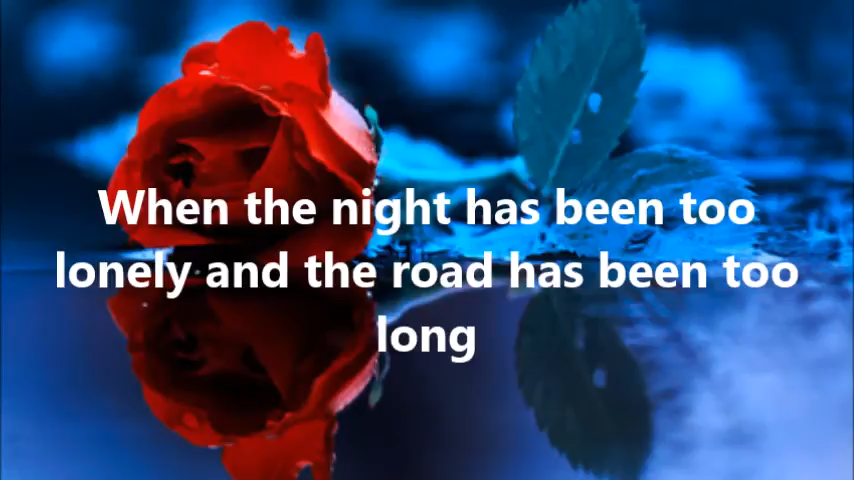 When the night has been too
lonely and the road has been too
long